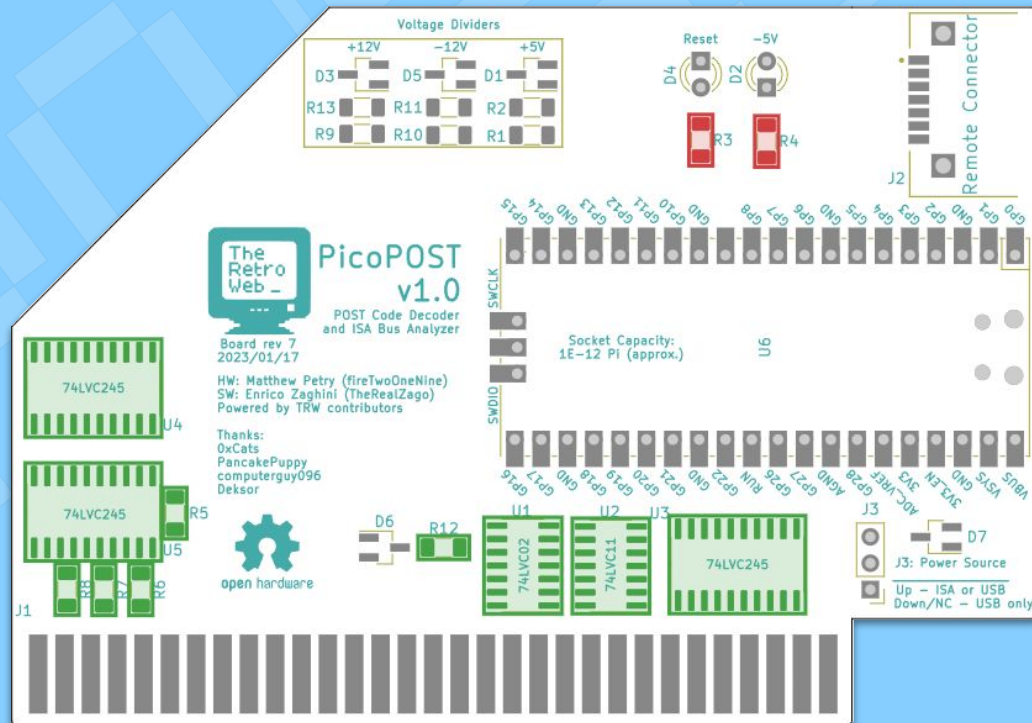 Voltage Dividers
+12V -12V +5V
D3 D5 D1
R13 R11 R2
R9 R10 R1
Reset -5V
D4 D2
R3 R4
J2
Remote Connector
GP15 GP14 GND GP13 GP12 GP11 GP10 GND GP8 GP7 GP6 GND GP5 GP4 GP3 GP2 GND GP1 GP0
The
Retro
Web _
PicoPOST
v1.0
POST Code Decoder
and ISA Bus Analyzer
Board rev 7
2023/01/17
HW: Matthew Petry (fireTwoOneNine)
SW: Enrico Zaghini (TheRealZago)
Powered by TRW contributors
Thanks:
0xCats
PancakePuppy
computerguy096
Deksor
open hardware
SWCLK
SWDIO
Socket Capacity:
1E-12 Pi (approx.)
U6
GP16 GP17 GND GP18 GP19 GP20 GP21 GND GP22 RUN GP26 GP27 AGND GP28 ADC_VREF 3V3 3V3_EN GND VSYS VBUS
74LVC245
U4
74LVC245
U5
R5
R8 R7 R6
J1
D6
R12
U1
74LVC02
U2
74LVC11
U3
74LVC245
J3
D7
J3: Power Source
Up - ISA or USB
Down/NC - USB only